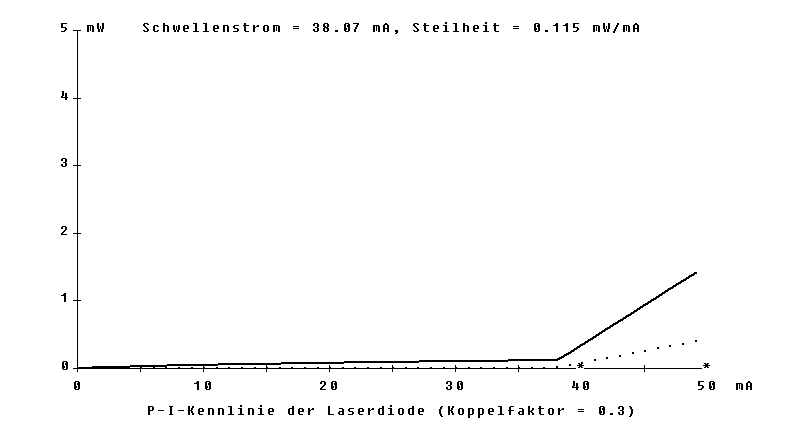 5 mW Schwellenstrom = 38.07 mA, Steilheit = 0.115 mW/mA
4
3
2
1
0
0 10 20 30 40 50 mA
P-I-Kennlinie der Laserdiode (Koppelfaktor = 0.3)